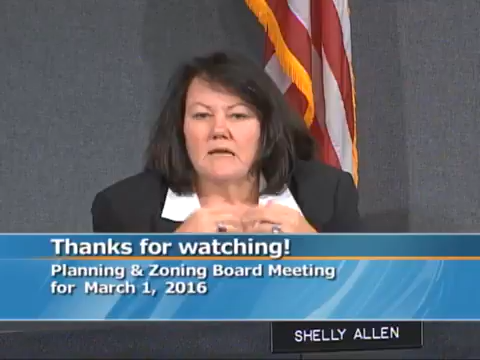 Thanks for watching!
Planning & Zoning Board Meeting
for March 1, 2016
SHELLY ALLEN